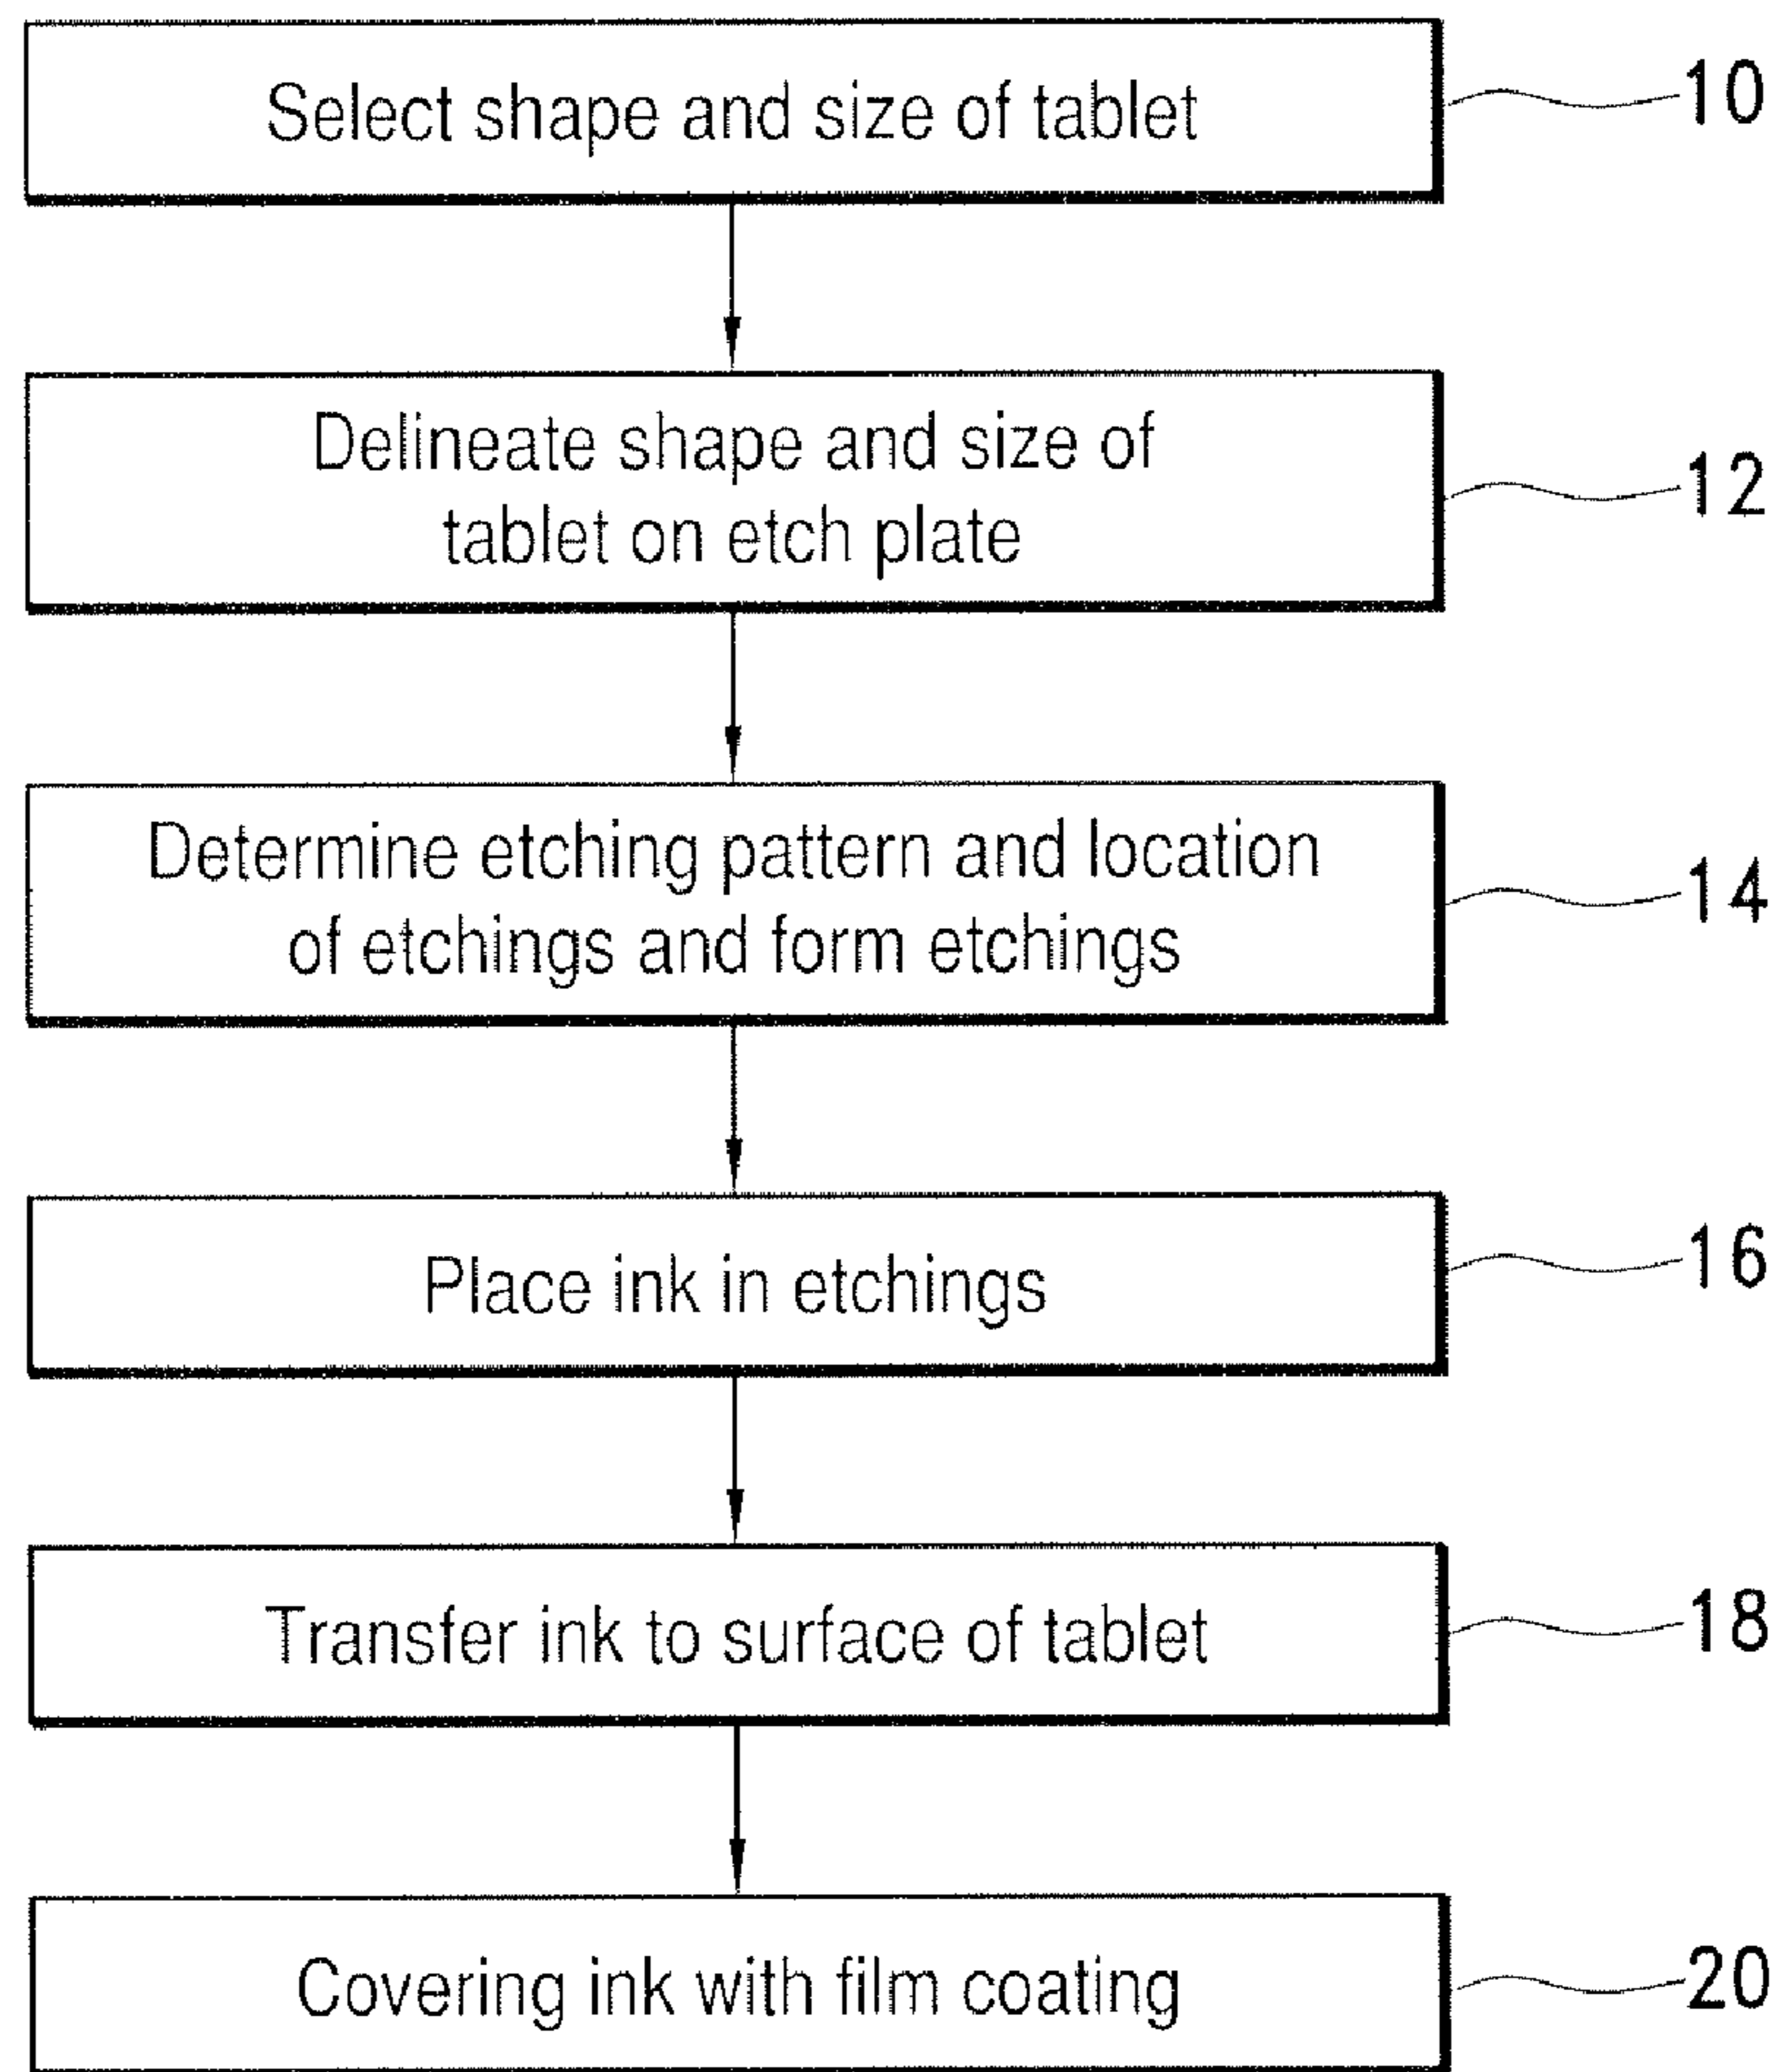 Select shape and size of tablet
10
Delineate shape and size of
tablet on etch plate
12
Determine etching pattern and location
of etchings and form etchings
14
Place ink in etchings
16
Transfer ink to surface of tablet
18
Covering ink with film coating
20